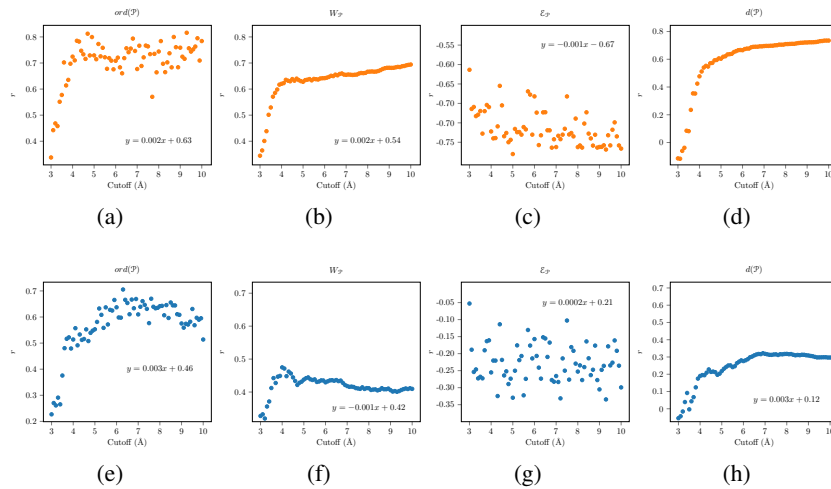 ord(𝒫)
W𝒫
ℰ𝒫
d(𝒫)
r
0.8
0.7
0.6
0.5
0.4
y = 0.002x + 0.63
3 4 5 6 7 8 9 10
Cutoff (Å)
(a)
r
0.8
0.7
0.6
0.5
0.4
y = 0.002x + 0.54
3 4 5 6 7 8 9 10
Cutoff (Å)
(b)
r
−0.55
−0.60
−0.65
−0.70
−0.75
y = −0.001x − 0.67
3 4 5 6 7 8 9 10
Cutoff (Å)
(c)
r
0.8
0.7
0.6
0.5
0.4
0.3
0.2
0.1
0
3 4 5 6 7 8 9 10
Cutoff (Å)
(d)
ord(𝒫)
W𝒫
ℰ𝒫
d(𝒫)
r
0.7
0.6
0.5
0.4
0.3
0.2
y = 0.003x + 0.46
3 4 5 6 7 8 9 10
Cutoff (Å)
(e)
r
0.7
0.6
0.5
0.4
y = −0.001x + 0.42
3 4 5 6 7 8 9 10
Cutoff (Å)
(f)
r
−0.05
−0.10
−0.15
−0.20
−0.25
−0.30
−0.35
y = 0.0002x + 0.21
3 4 5 6 7 8 9 10
Cutoff (Å)
(g)
r
0.7
0.6
0.5
0.4
0.3
0.2
0.1
0
y = 0.003x + 0.12
3 4 5 6 7 8 9 10
Cutoff (Å)
(h)